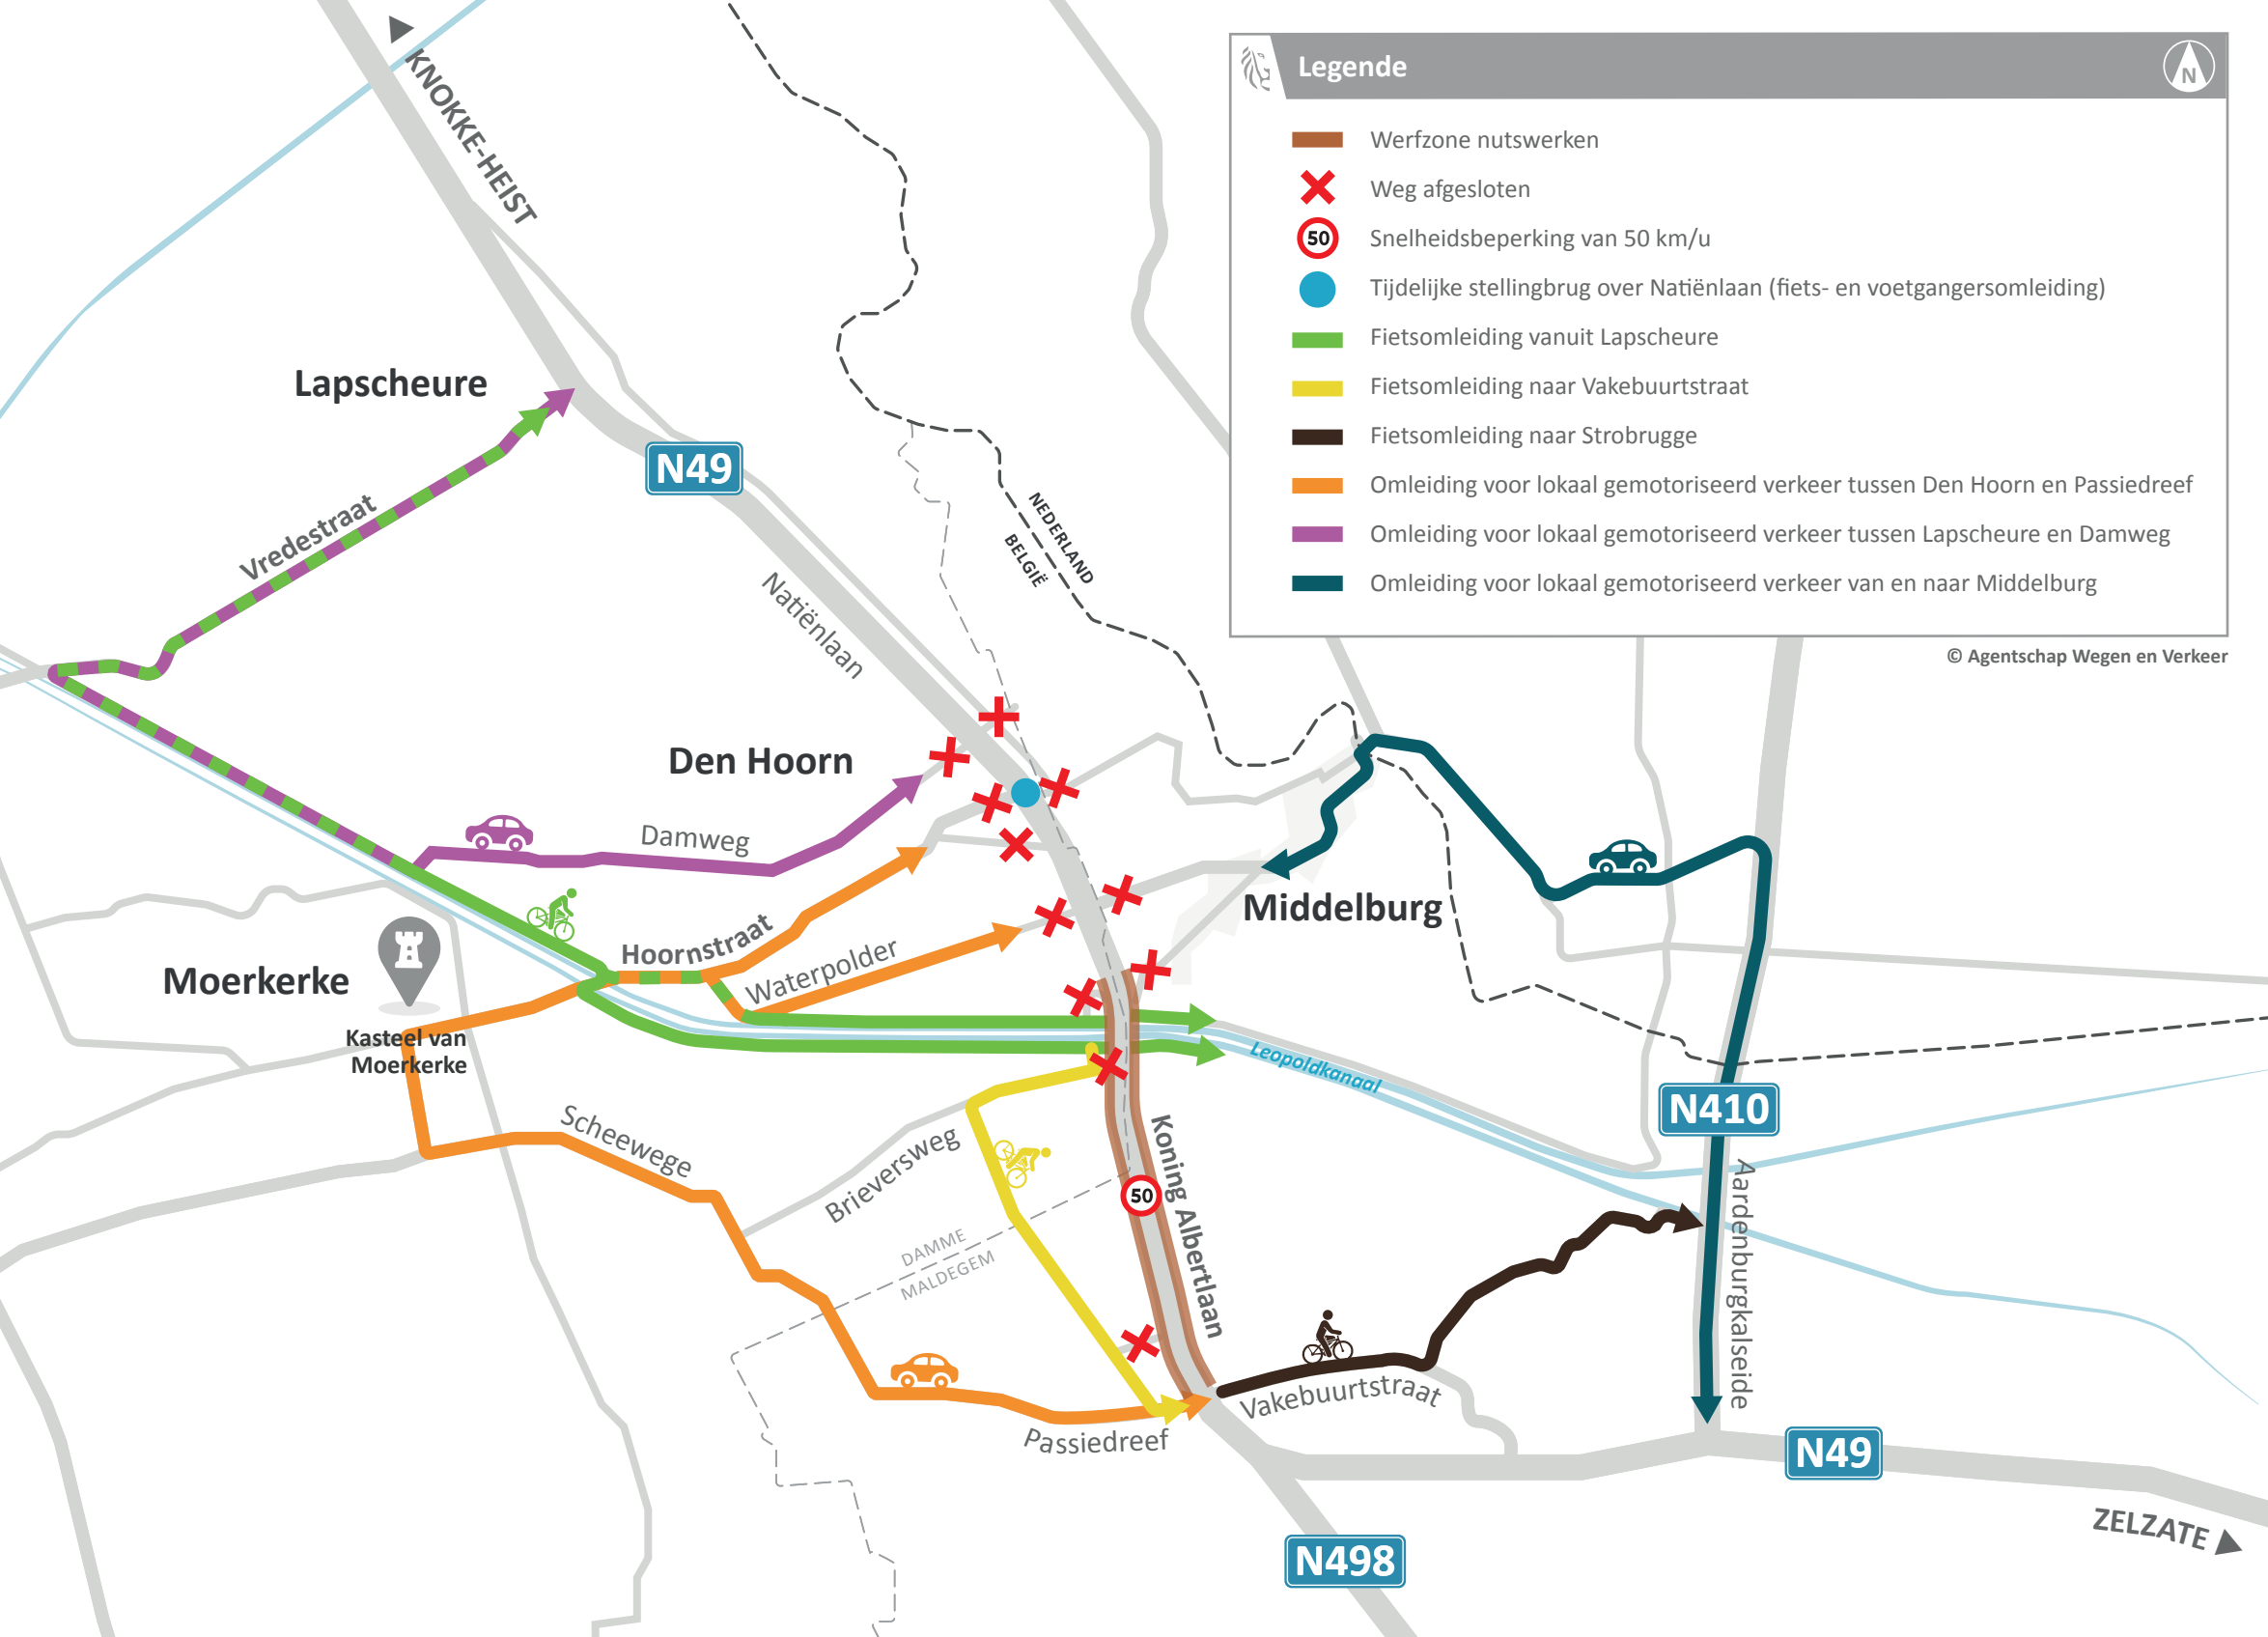 KNOKKE-HEIST
Legende
N
Werfzone nutswerken
Weg afgesloten
50
Snelheidsbeperking van 50 km/u
Tijdelijke stellingbrug over Natiënlaan (fiets- en voetgangersomleiding)
Fietsomleiding vanuit Lapscheure
Fietsomleiding naar Vakebuurtstraat
Fietsomleiding naar Strobrugge
Omleiding voor lokaal gemotoriseerd verkeer tussen Den Hoorn en Passiedreef
Omleiding voor lokaal gemotoriseerd verkeer tussen Lapscheure en Damweg
Omleiding voor lokaal gemotoriseerd verkeer van en naar Middelburg
© Agentschap Wegen en Verkeer
Lapscheure
N49
Vredestraat
NEDERLAND
BELGIË
Natiënlaan
Den Hoorn
Damweg
Middelburg
Hoornstraat
Waterpolder
Moerkerke
Kasteel van
Moerkerke
Leopoldkanaal
N410
Scheewege
Brieversweg
Koning Albertlaan
50
Aardenburgkalseide
DAMME
MALDEGEM
Vakebuurtstraat
Passiedreef
N49
ZELZATE
N498